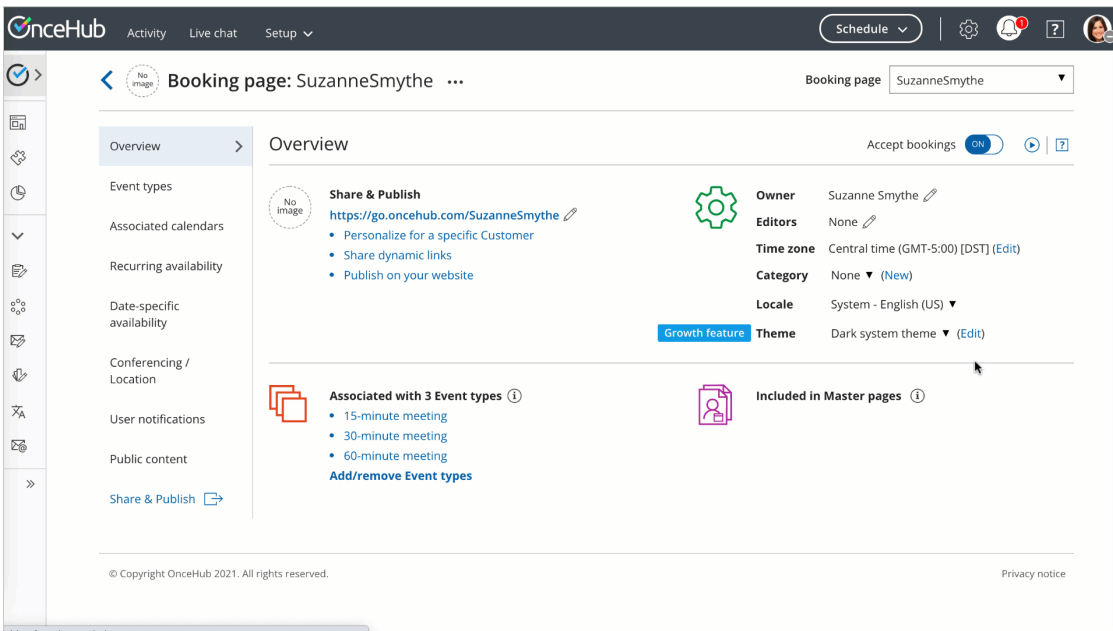 OnceHub Activity Live chat Setup Schedule 1 ?
No image Booking page: SuzanneSmythe ... Booking page SuzanneSmythe
Overview
Event types
Associated calendars
Recurring availability
Date-specific
availability
Conferencing /
Location
User notifications
Public content
Share & Publish
Overview Accept bookings ON ?
No
image
Share & Publish
https://go.oncehub.com/SuzanneSmythe
• Personalize for a specific Customer
• Share dynamic links
• Publish on your website
Owner Suzanne Smythe
Editors None
Time zone Central time (GMT-5:00) [DST] (Edit)
Category None ▼ (New)
Locale System - English (US) ▼
Growth feature Theme Dark system theme ▼ (Edit)
Associated with 3 Event types i
• 15-minute meeting
• 30-minute meeting
• 60-minute meeting
Add/remove Event types
Included in Master pages i
© Copyright OnceHub 2021. All rights reserved. Privacy notice